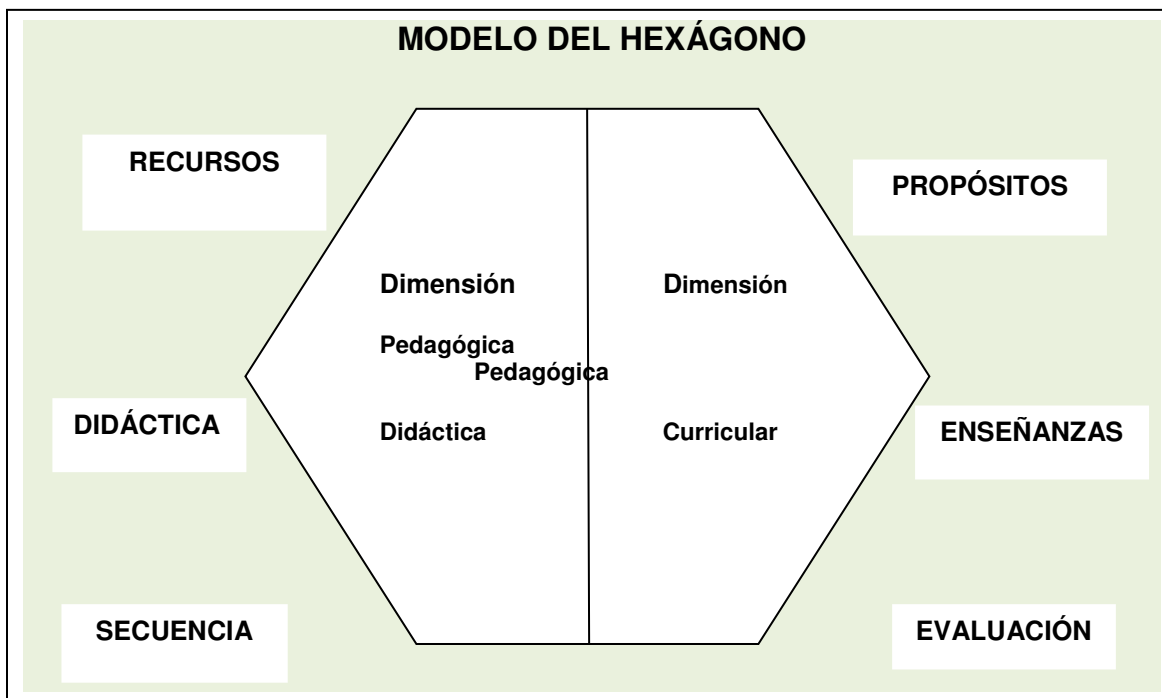 MODELO DEL HEXÁGONO
RECURSOS
PROPÓSITOS
Dimensión
Pedagógica
Pedagógica
Didáctica
Dimensión
Curricular
DIDÁCTICA
ENSEÑANZAS
SECUENCIA
EVALUACIÓN